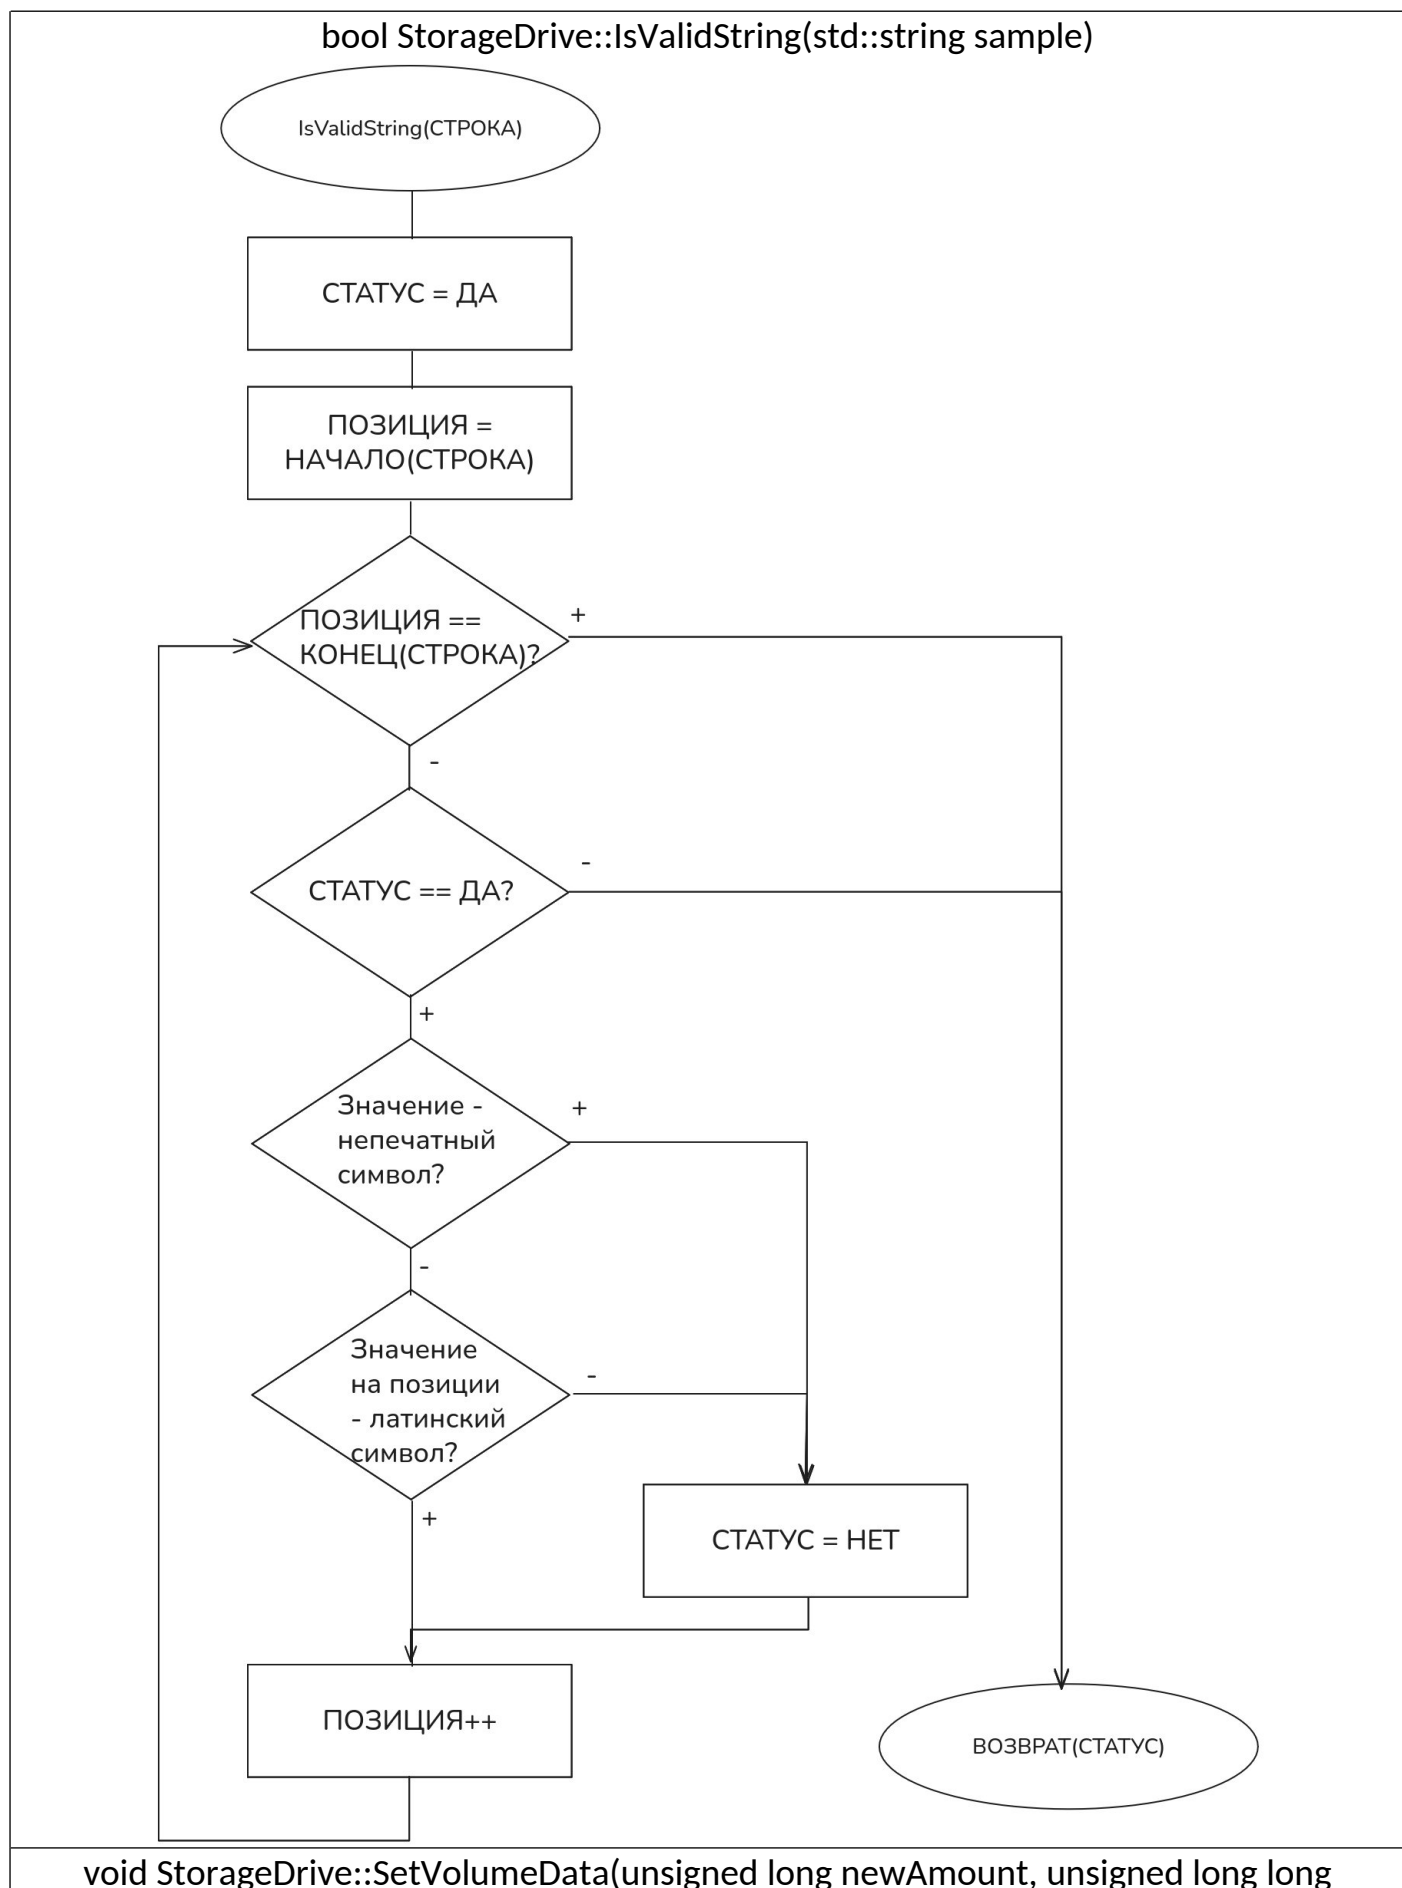 bool StorageDrive::IsValidString(std::string sample)
IsValidString(СТРОКА)
СТАТУС = ДА
ПОЗИЦИЯ =
НАЧАЛО(СТРОКА)
ПОЗИЦИЯ ==
КОНЕЦ(СТРОКА)?
+
-
СТАТУС == ДА?
-
+
Значение -
непечатный
символ?
+
-
Значение
на позиции
- латинский
символ?
-
+
СТАТУС = НЕТ
ПОЗИЦИЯ++
ВОЗВРАТ(СТАТУС)
void StorageDrive::SetVolumeData(unsigned long newAmount, unsigned long long